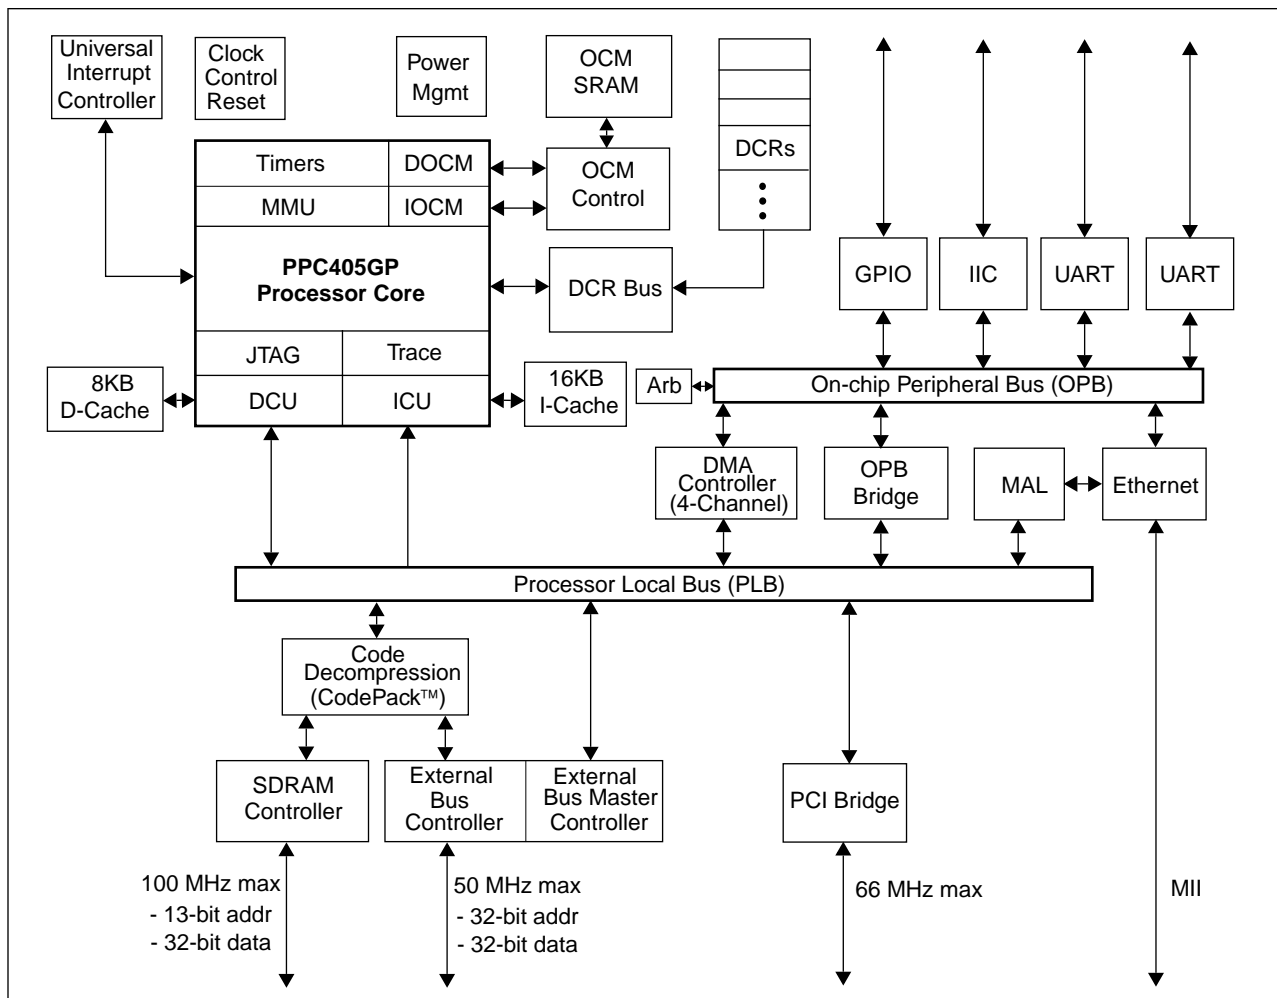 Universal
Interrupt
Controller
Clock
Control
Reset
Power
Mgmt
OCM
SRAM
DCRs
Timers
DOCM
MMU
IOCM
OCM
Control
PPC405GP
Processor Core
DCR Bus
GPIO
IIC
UART
UART
JTAG
Trace
DCU
ICU
8KB
D-Cache
16KB
I-Cache
Arb
On-chip Peripheral Bus (OPB)
DMA
Controller
(4-Channel)
OPB
Bridge
MAL
Ethernet
Processor Local Bus (PLB)
Code
Decompression
(CodePack™)
SDRAM
Controller
External
Bus
Controller
External
Bus Master
Controller
PCI Bridge
100 MHz max
- 13-bit addr
- 32-bit data
50 MHz max
- 32-bit addr
- 32-bit data
66 MHz max
MII